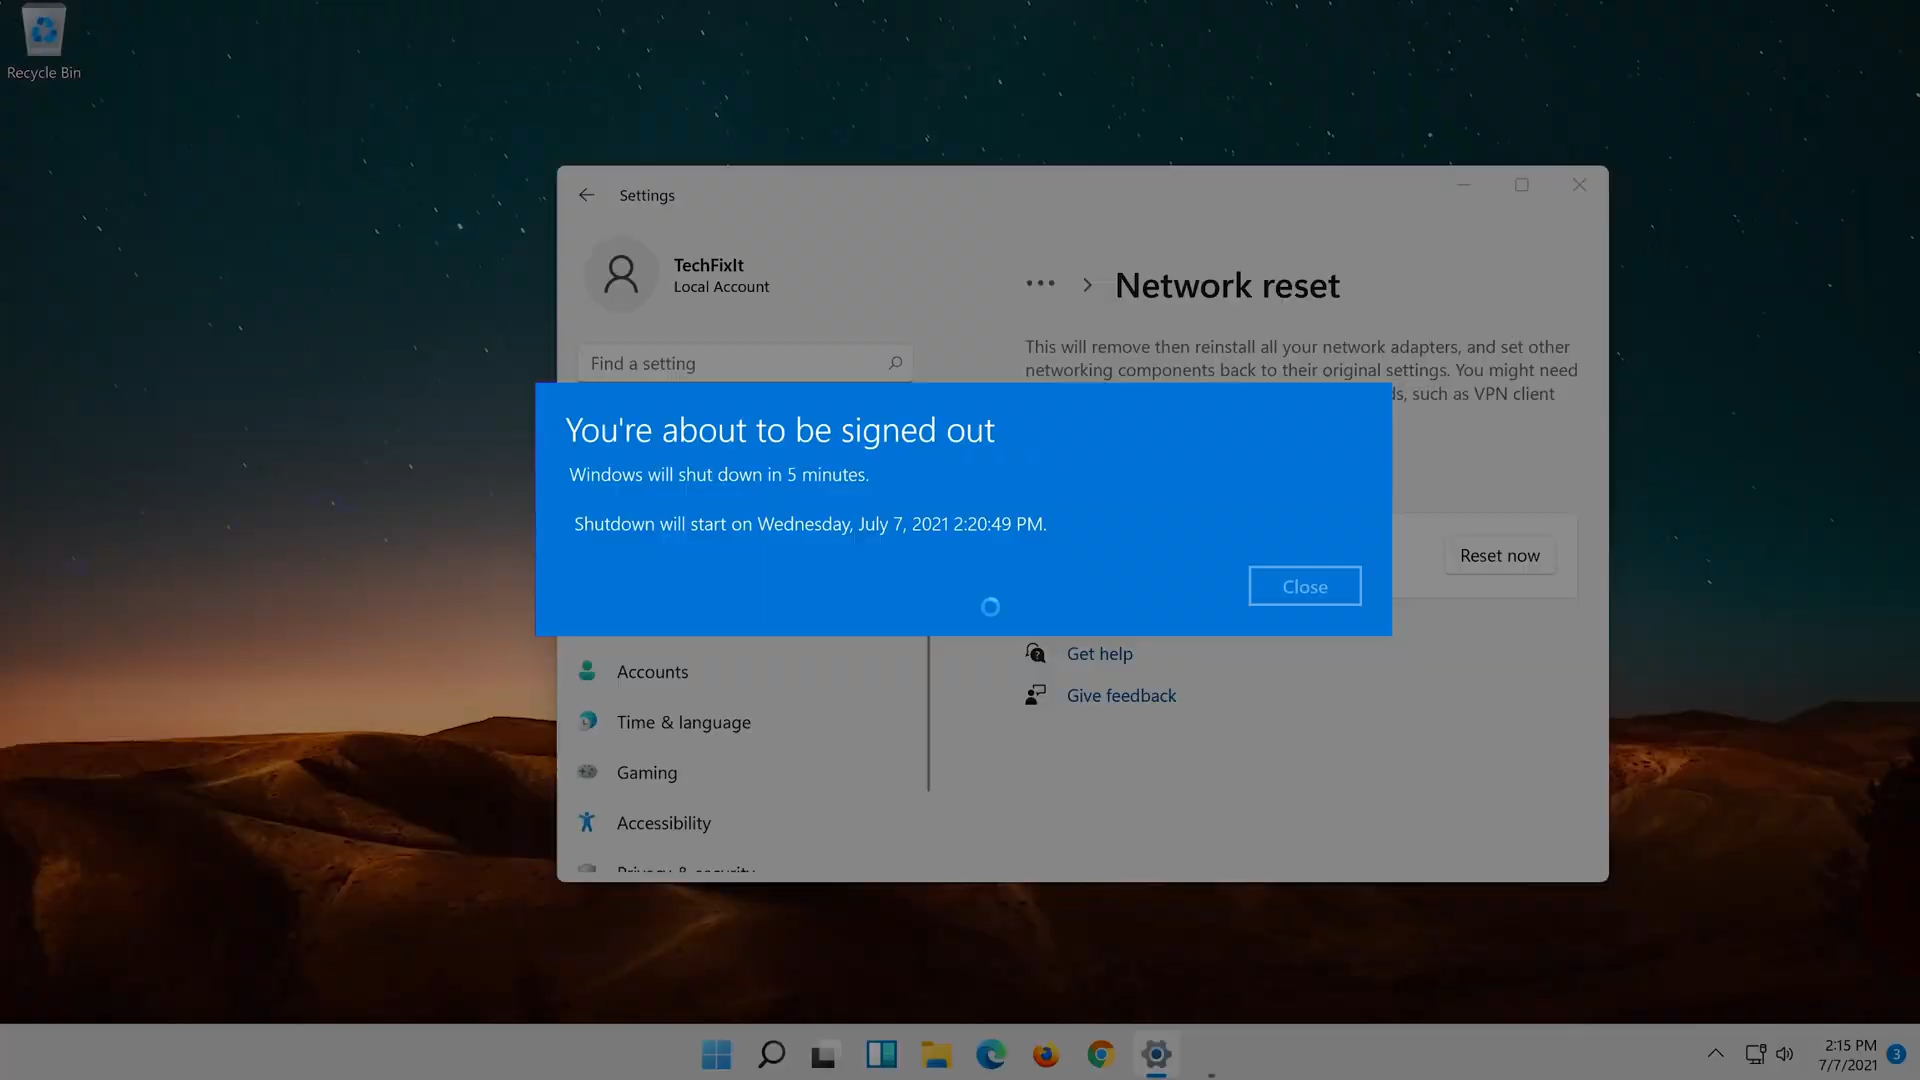 Recycle Bin
Settings
TechFixIt
Local Account
Find a setting
Network reset
This will remove then reinstall all your network adapters, and set other
networking components back to their original settings. You might need
such as VPN client
You're about to be signed out
Windows will shut down in 5 minutes.
Shutdown will start on Wednesday, July 7, 2021 2:20:49 PM.
Close
Reset now
Get help
Give feedback
Accounts
Time & language
Gaming
Accessibility
Privacy & security
2:15 PM
7/7/2021
3